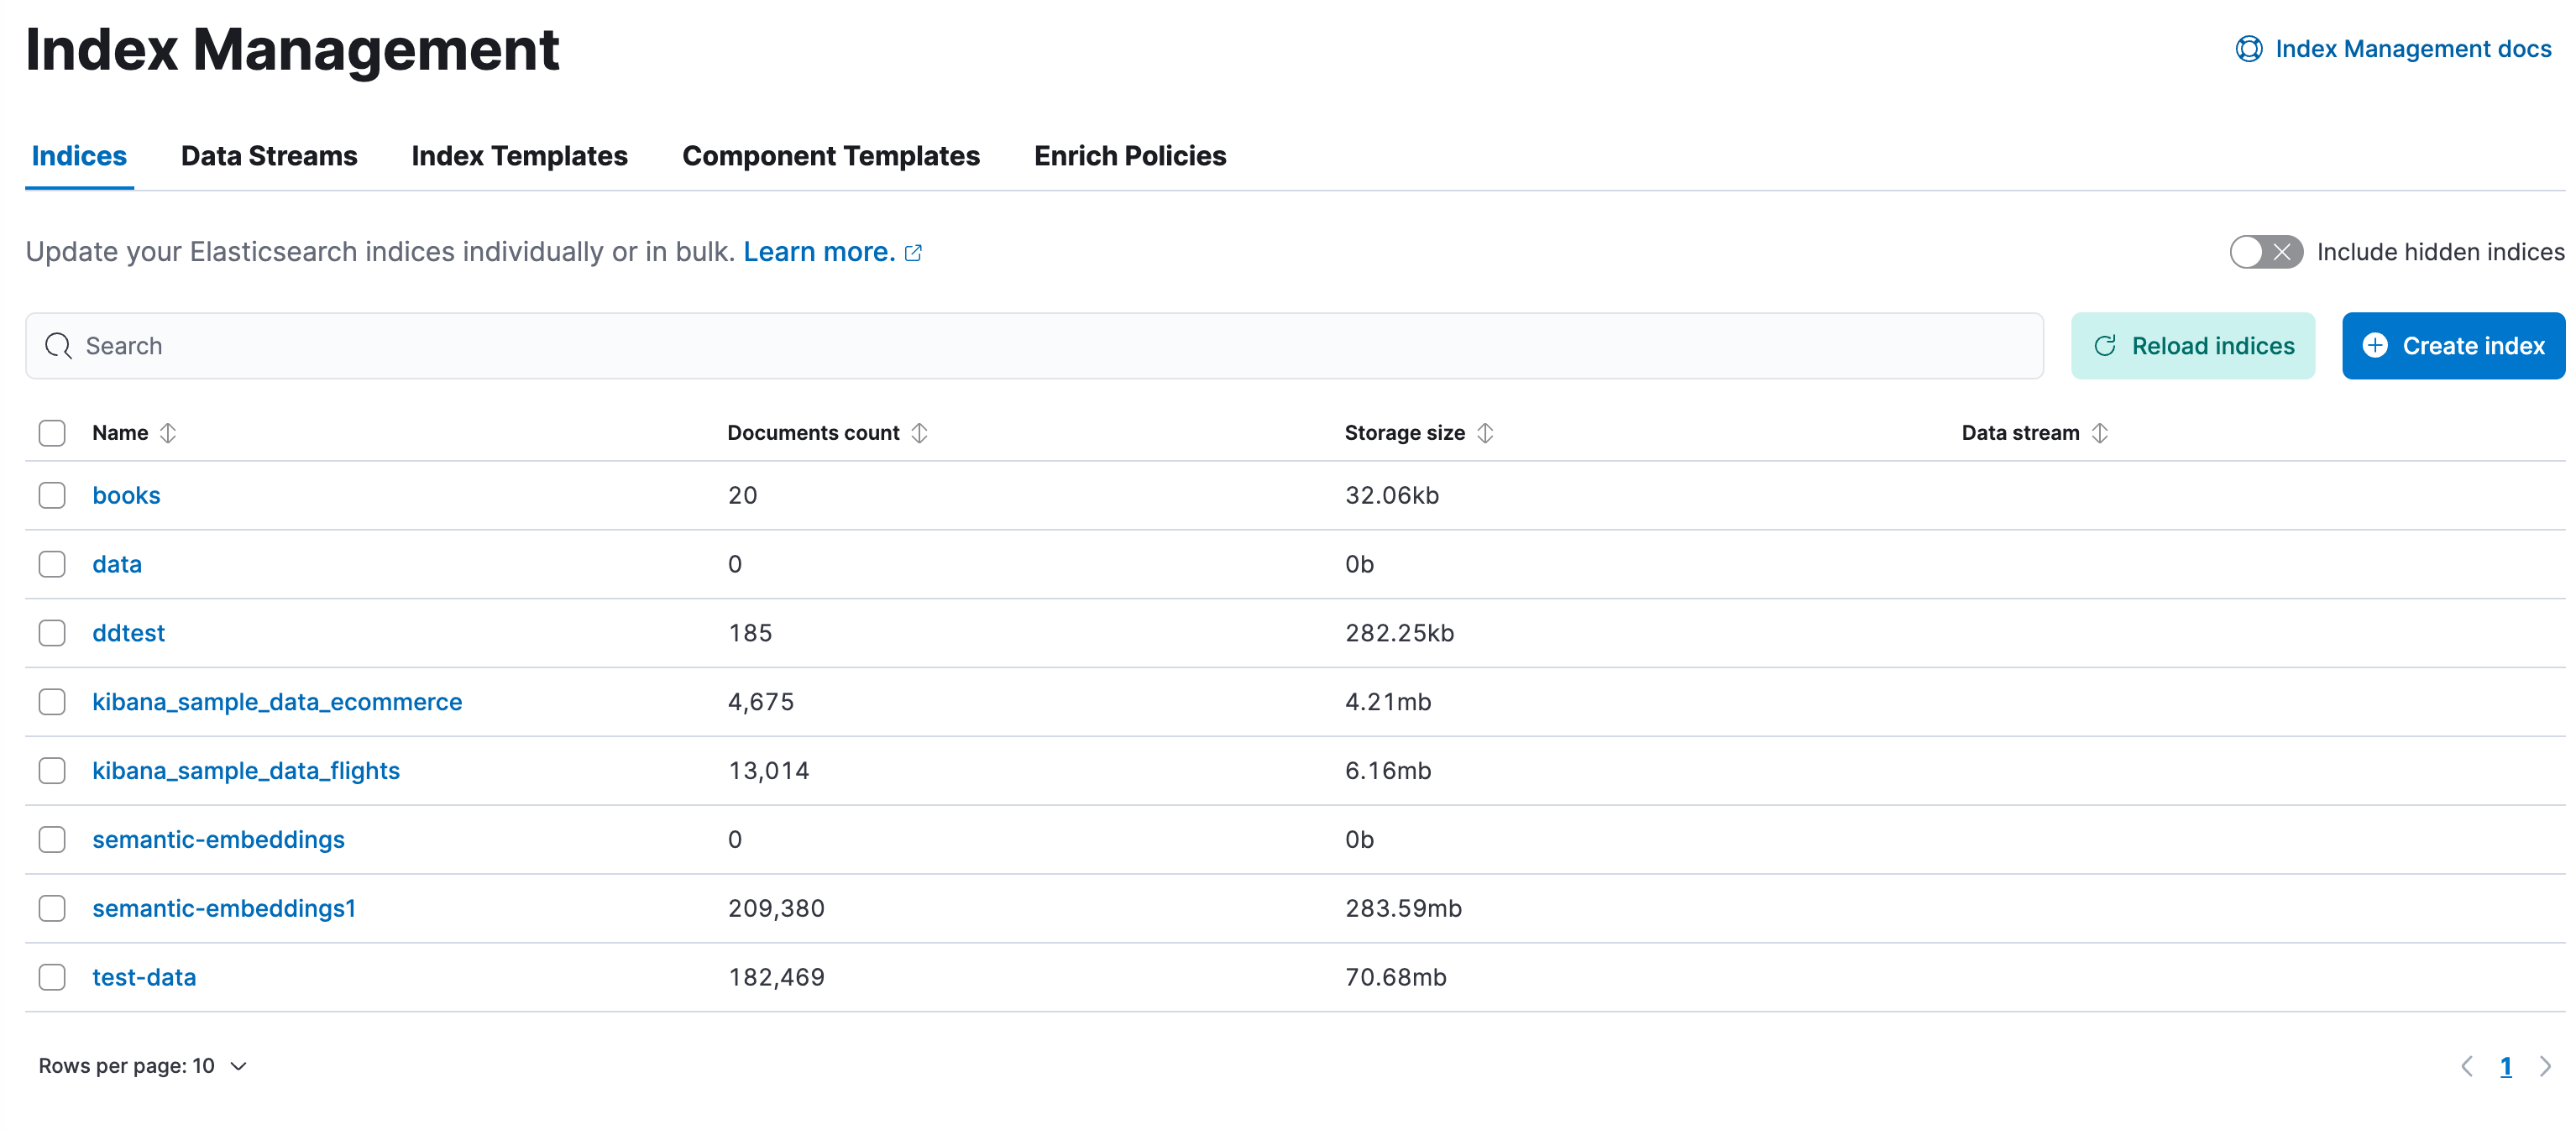 Index Management
Index Management docs
Indices Data Streams Index Templates Component Templates Enrich Policies
Update your Elasticsearch indices individually or in bulk. Learn more.
Include hidden indices
Search
Reload indices
Create index
Name Documents count Storage size Data stream
books 20 32.06kb
data 0 0b
ddtest 185 282.25kb
kibana_sample_data_ecommerce 4,675 4.21mb
kibana_sample_data_flights 13,014 6.16mb
semantic-embeddings 0 0b
semantic-embeddings1 209,380 283.59mb
test-data 182,469 70.68mb
Rows per page: 10
1